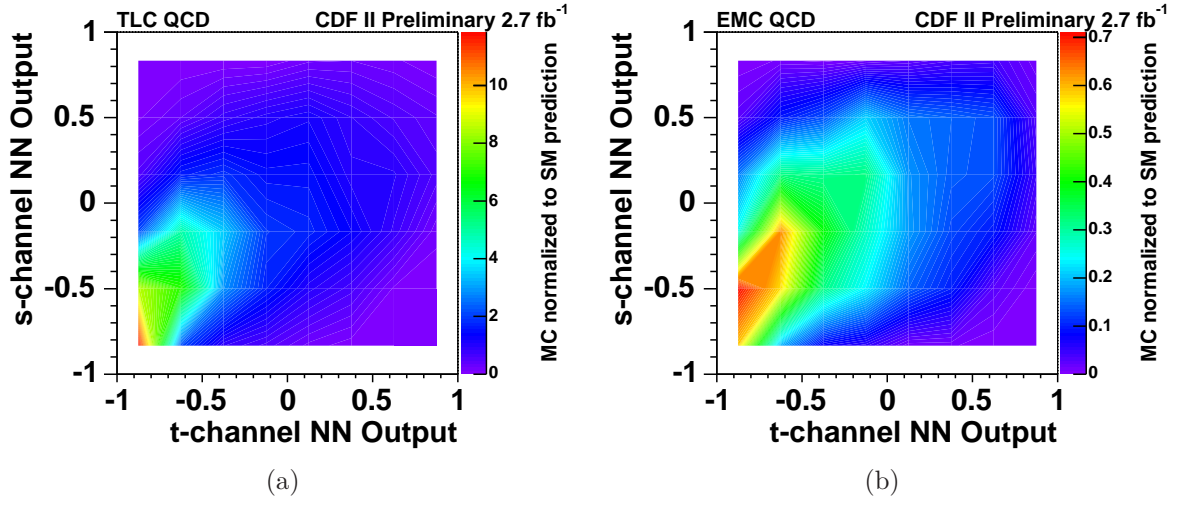 TLC QCD CDF II Preliminary 2.7 fb-1
s-channel NN Output
1
0.5
0
-0.5
-1
-1 -0.5 0 0.5 1
t-channel NN Output
10
8
6
4
2
0
MC normalized to SM prediction
(a)
EMC QCD CDF II Preliminary 2.7 fb-1
s-channel NN Output
1
0.5
0
-0.5
-1
-1 -0.5 0 0.5 1
t-channel NN Output
0.7
0.6
0.5
0.4
0.3
0.2
0.1
0
MC normalized to SM prediction
(b)